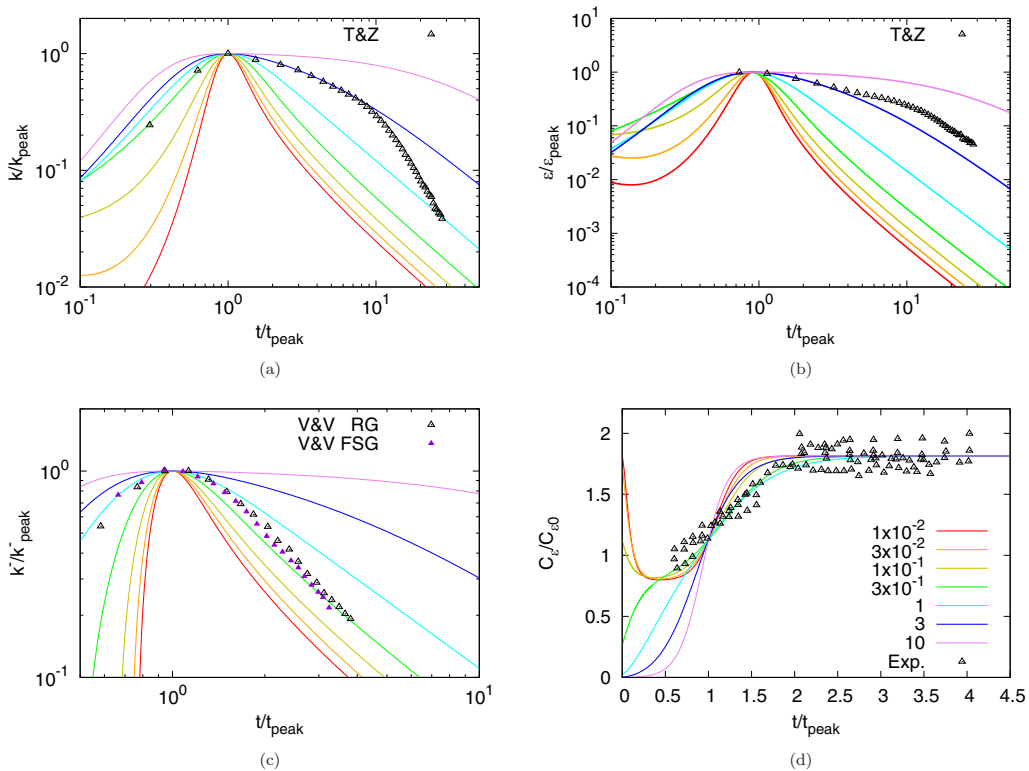 T&Z
10^0
10^-1
10^-2
k/k_peak
10^-1 10^0 10^1
t/t_peak
(a)
T&Z
10^1
10^0
10^-1
10^-2
10^-3
10^-4
ε/ε_peak
10^-1 10^0 10^1
t/t_peak
(b)
V&V RG
V&V FSG
10^0
10^-1
k^-/k^-_peak
10^0 10^1
t/t_peak
(c)
2
1.5
1
0.5
0
C_ε/C_ε0
1x10^-2
3x10^-2
1x10^-1
3x10^-1
1
3
10
Exp.
0 0.5 1 1.5 2 2.5 3 3.5 4 4.5
t/t_peak
(d)